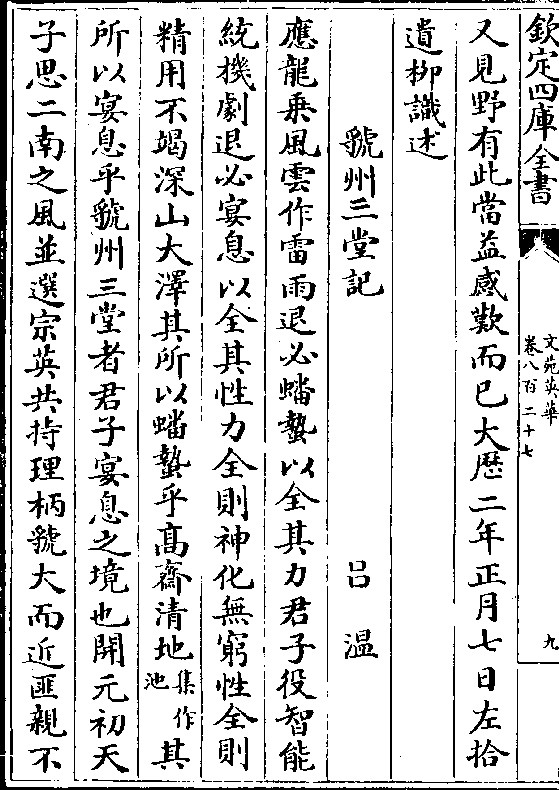 欽定四庫全書
文苑英華
卷八百二十七
九
又見野有此當益感歎而已大歴二年正月七日左拾
遺栁識述
虢州三堂記
吕温
應龍乗風雲作雷雨退必蟠蟄以全其力君子役智能
統機劇退必宴息以全其性力全則神化無窮性全則
精用不竭深山大澤其所以蟠蟄乎髙齋清地集作池其
所以宴息乎虢州三堂者君子宴息之境也開元初天
子思二南之風並選宗英共持理柄虢大而近匪親不